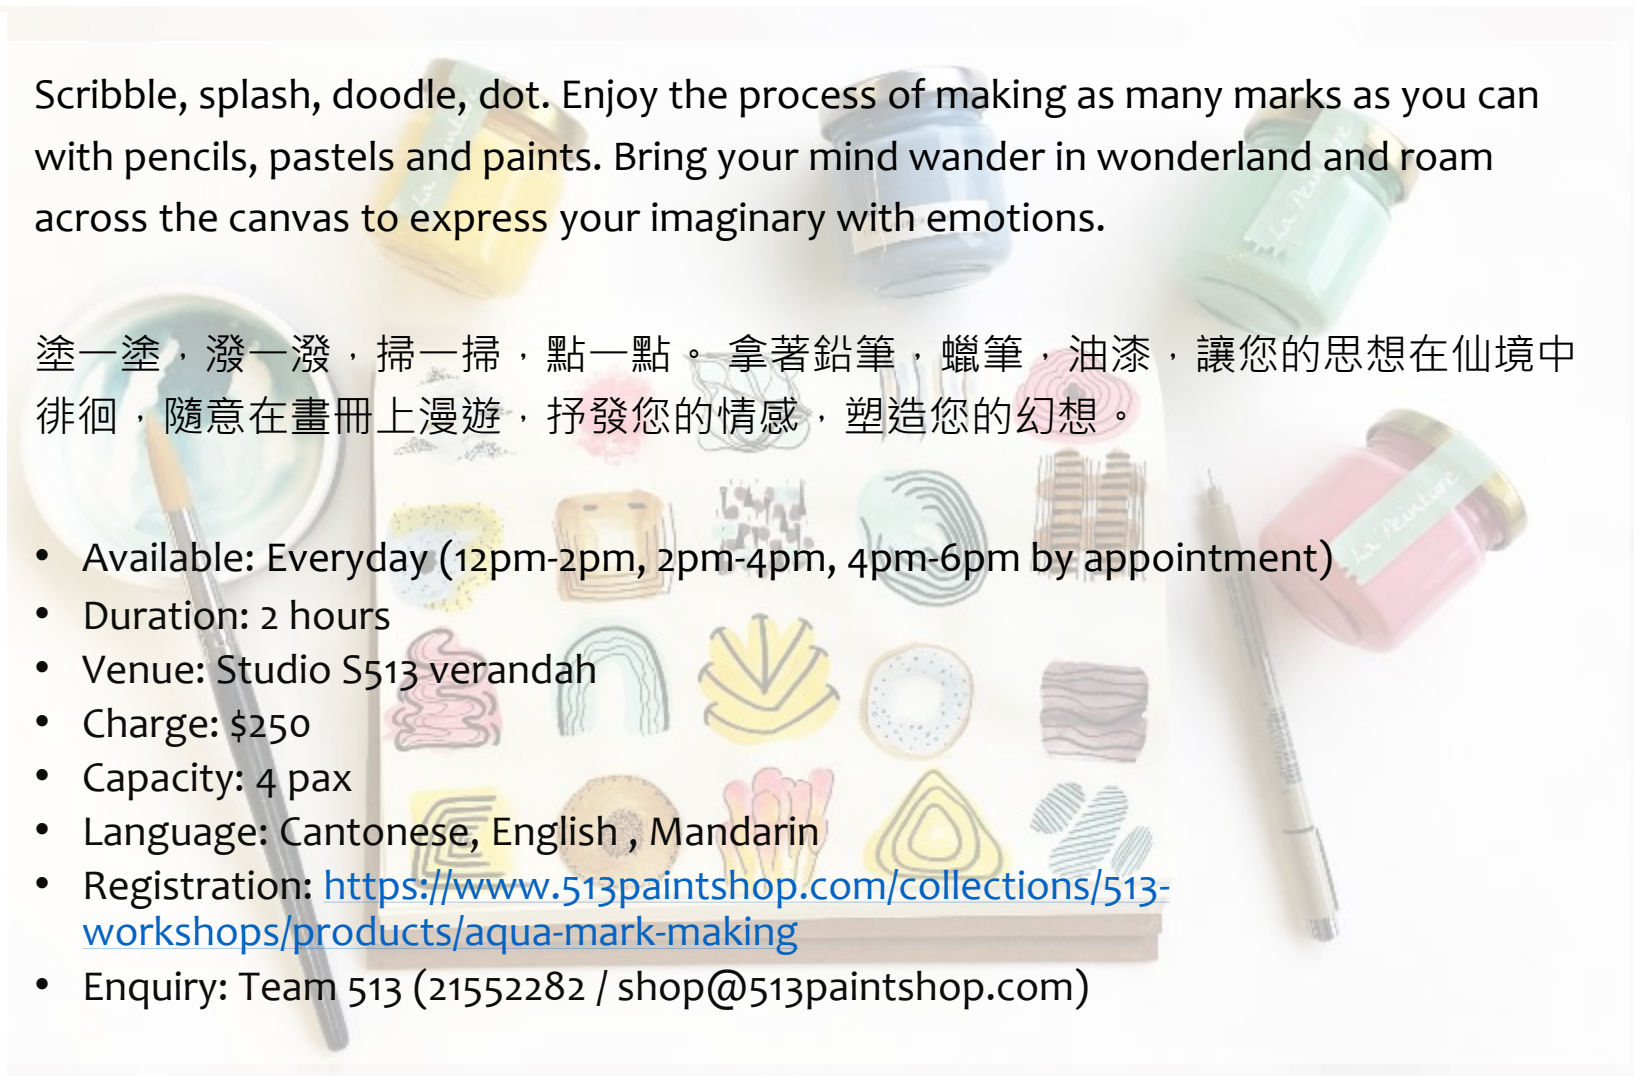 Scribble, splash, doodle, dot. Enjoy the process of making as many marks as you can
with pencils, pastels and paints. Bring your mind wander in wonderland and roam
across the canvas to express your imaginary with emotions.
塗一塗，潑一潑，掃一掃，點一點。 拿著鉛筆，蠟筆，油漆，讓您的思想在仙境中
徘徊，隨意在畫冊上漫遊，抒發您的情感，塑造您的幻想。
• Available: Everyday (12pm-2pm, 2pm-4pm, 4pm-6pm by appointment)
• Duration: 2 hours
• Venue: Studio S513 verandah
• Charge: $250
• Capacity: 4 pax
• Language: Cantonese, English , Mandarin
• Registration: https://www.513paintshop.com/collections/513-
workshops/products/aqua-mark-making
• Enquiry: Team 513 (21552282 / shop@513paintshop.com)
La Peinture
La Peinture